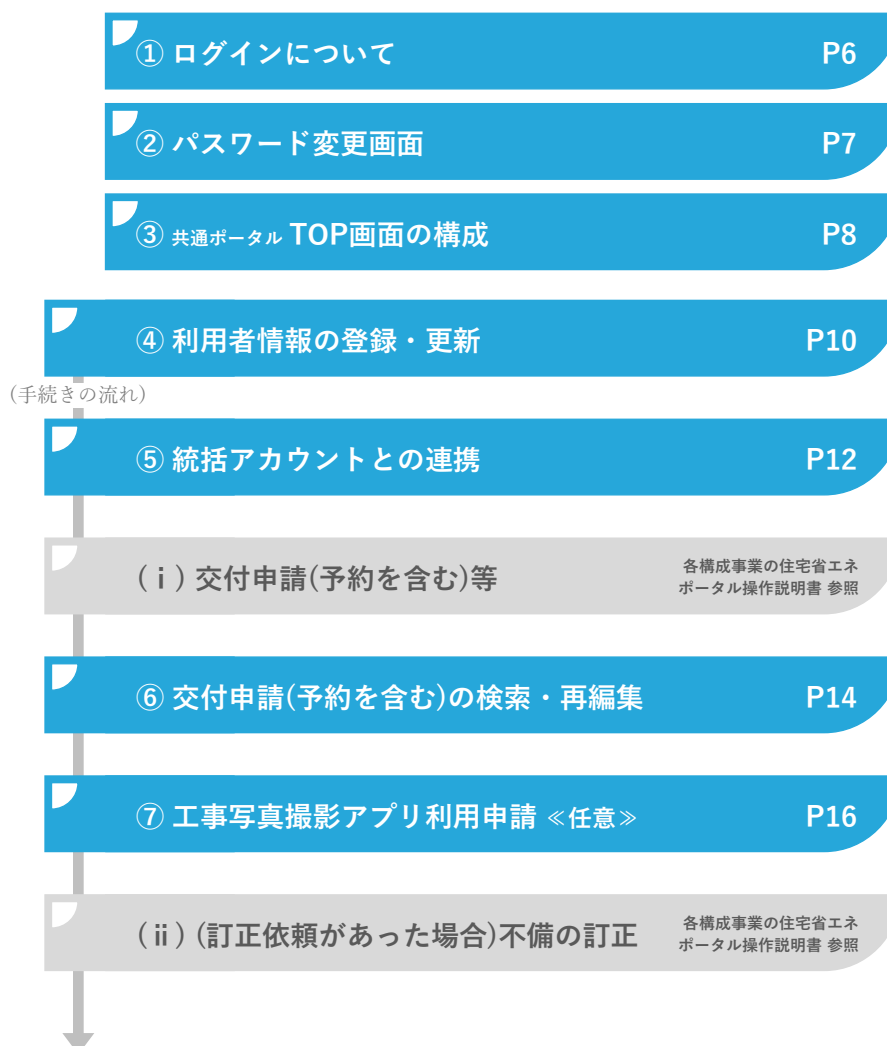 ① ログインについて P6
② パスワード変更画面 P7
③ 共通ポータル TOP画面の構成 P8
④ 利用者情報の登録・更新 P10
(手続きの流れ)
⑤ 統括アカウントとの連携 P12
(ⅰ) 交付申請(予約を含む)等 各構成事業の住宅省エネ
ポータル操作説明書 参照
⑥ 交付申請(予約を含む)の検索・再編集 P14
⑦ 工事写真撮影アプリ利用申請 ≪任意≫ P16
(ⅱ) (訂正依頼があった場合)不備の訂正 各構成事業の住宅省エネ
ポータル操作説明書 参照